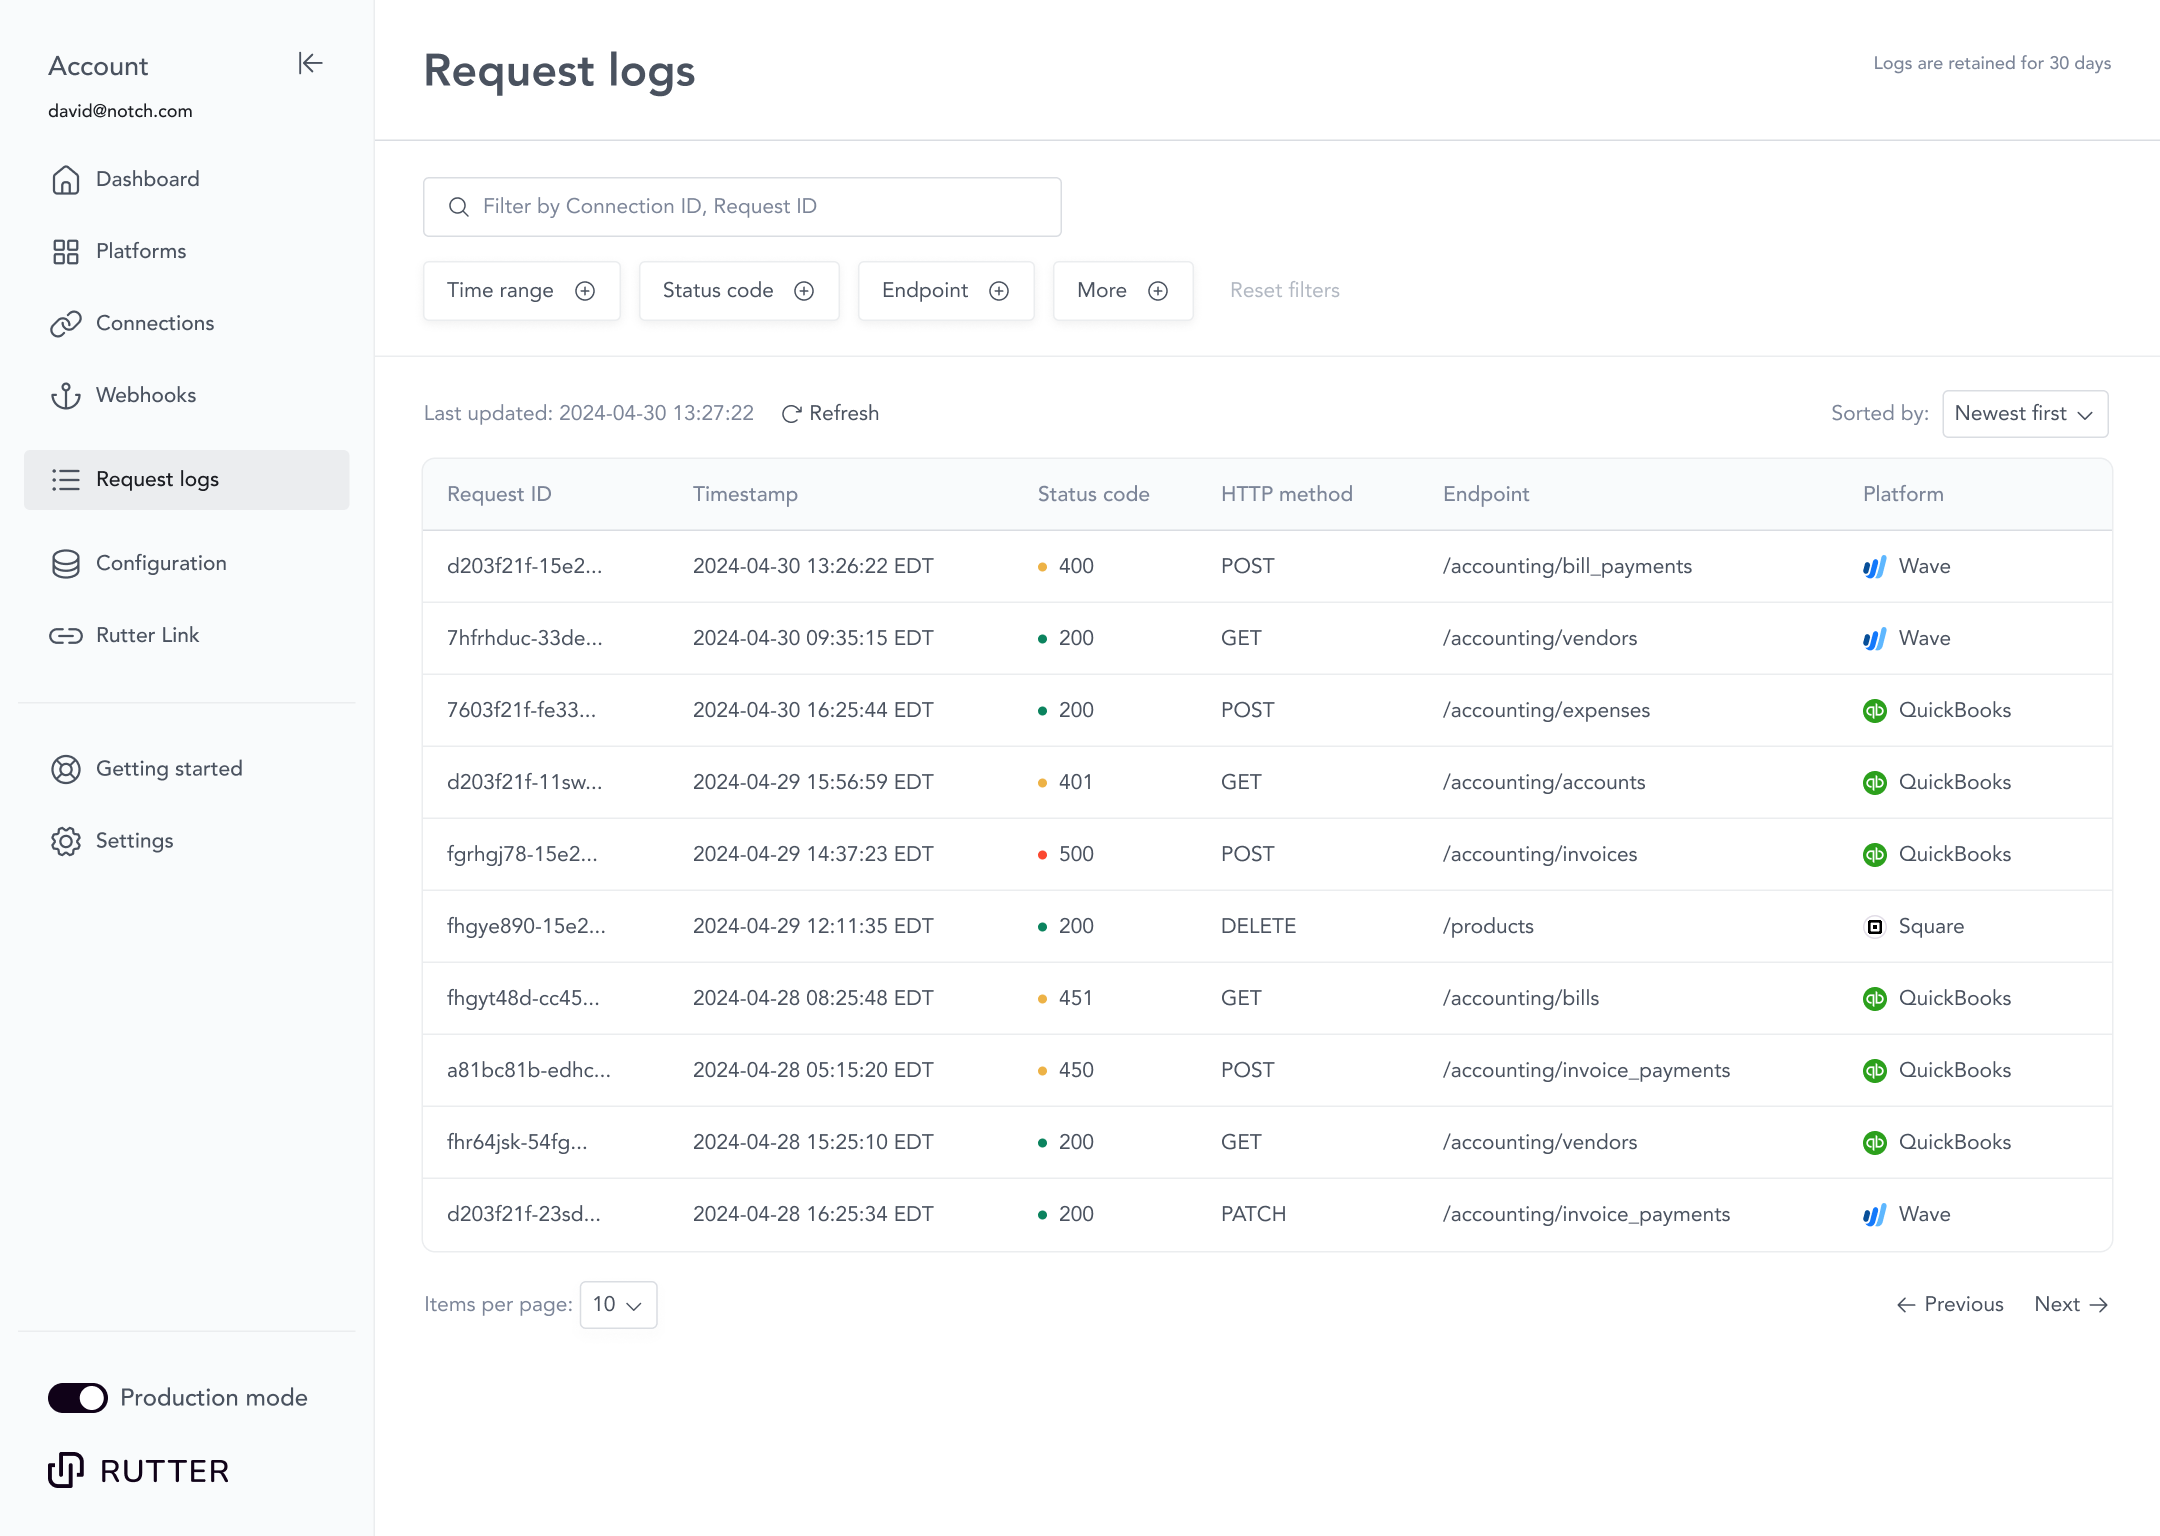 Account
david@notch.com
Dashboard
Platforms
Connections
Webhooks
Request logs
Configuration
Rutter Link
Getting started
Settings
Production mode
RUTTER
Request logs
Logs are retained for 30 days
Filter by Connection ID, Request ID
Time range Status code Endpoint More Reset filters
Last updated: 2024-04-30 13:27:22 Refresh Sorted by: Newest first
Request ID Timestamp Status code HTTP method Endpoint Platform
d203f21f-15e2... 2024-04-30 13:26:22 EDT 400 POST /accounting/bill_payments Wave
7hfrhduc-33de... 2024-04-30 09:35:15 EDT 200 GET /accounting/vendors Wave
7603f21f-fe33... 2024-04-30 16:25:44 EDT 200 POST /accounting/expenses qb QuickBooks
d203f21f-11sw... 2024-04-29 15:56:59 EDT 401 GET /accounting/accounts qb QuickBooks
fgrhgj78-15e2... 2024-04-29 14:37:23 EDT 500 POST /accounting/invoices qb QuickBooks
fhgye890-15e2... 2024-04-29 12:11:35 EDT 200 DELETE /products Square
fhgyt48d-cc45... 2024-04-28 08:25:48 EDT 451 GET /accounting/bills qb QuickBooks
a81bc81b-edhc... 2024-04-28 05:15:20 EDT 450 POST /accounting/invoice_payments qb QuickBooks
fhr64jsk-54fg... 2024-04-28 15:25:10 EDT 200 GET /accounting/vendors qb QuickBooks
d203f21f-23sd... 2024-04-28 16:25:34 EDT 200 PATCH /accounting/invoice_payments Wave
Items per page: 10 Previous Next